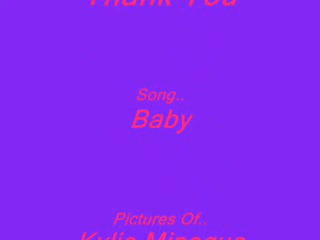 Thank You
Song..
Baby
Pictures Of..
Kylie Minogue